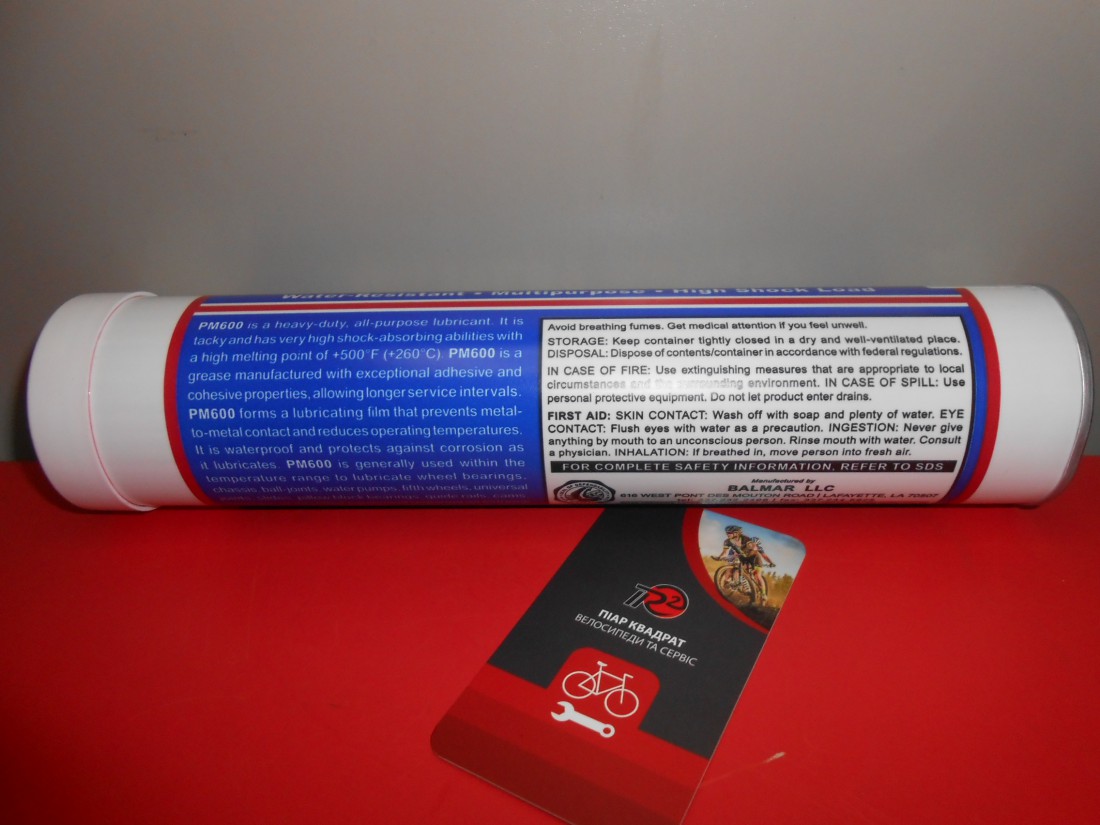 Water-Resistant • Multipurpose • High Shock Load
PM600 is a heavy-duty, all-purpose lubricant. It is
tacky and has very high shock-absorbing abilities with
a high melting point of +500°F (+260°C). PM600 is a
grease manufactured with exceptional adhesive and
cohesive properties, allowing longer service intervals.
PM600 forms a lubricating film that prevents metal-
to-metal contact and reduces operating temperatures.
It is waterproof and protects against corrosion as
it lubricates. PM600 is generally used within the
temperature range to lubricate wheel bearings,
chassis, ball-joints, water pumps, fifth wheels, universal
Avoid breathing fumes. Get medical attention if you feel unwell.
STORAGE: Keep container tightly closed in a dry and well-ventilated place.
DISPOSAL: Dispose of contents/container in accordance with federal regulations.
IN CASE OF FIRE: Use extinguishing measures that are appropriate to local
circumstances and the surrounding environment. IN CASE OF SPILL: Use
personal protective equipment. Do not let product enter drains.
FIRST AID: SKIN CONTACT: Wash off with soap and plenty of water. EYE
CONTACT: Flush eyes with water as a precaution. INGESTION: Never give
anything by mouth to an unconscious person. Rinse mouth with water. Consult
a physician. INHALATION: If breathed in, move person into fresh air.
FOR COMPLETE SAFETY INFORMATION, REFER TO SDS
Manufactured by
BALMAR LLC
616 WEST PONT DES MOUTON ROAD | LAFAYETTE, LA 70507
ПІАР КВАДРАТ
ВЕЛОСИПЕДИ ТА СЕРВІС